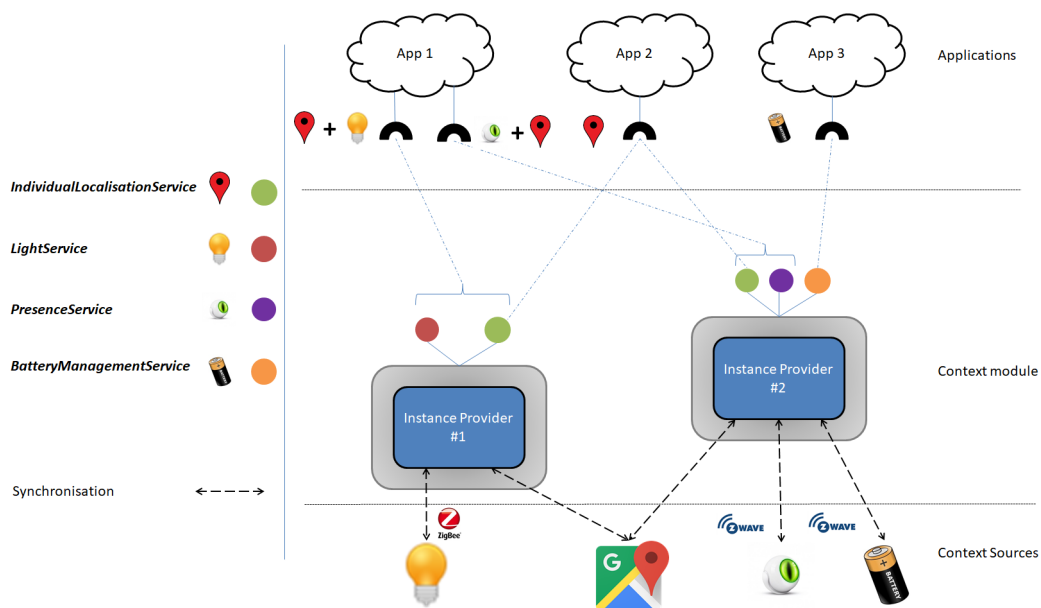 App 1
App 2
App 3
Applications
+
+
IndividualLocalisationService
LightService
PresenceService
BatteryManagementService
Instance Provider
#1
Instance Provider
#2
Context module
Synchronisation
ZigBee
Z WAVE
Z WAVE
G
BATTERY
Context Sources